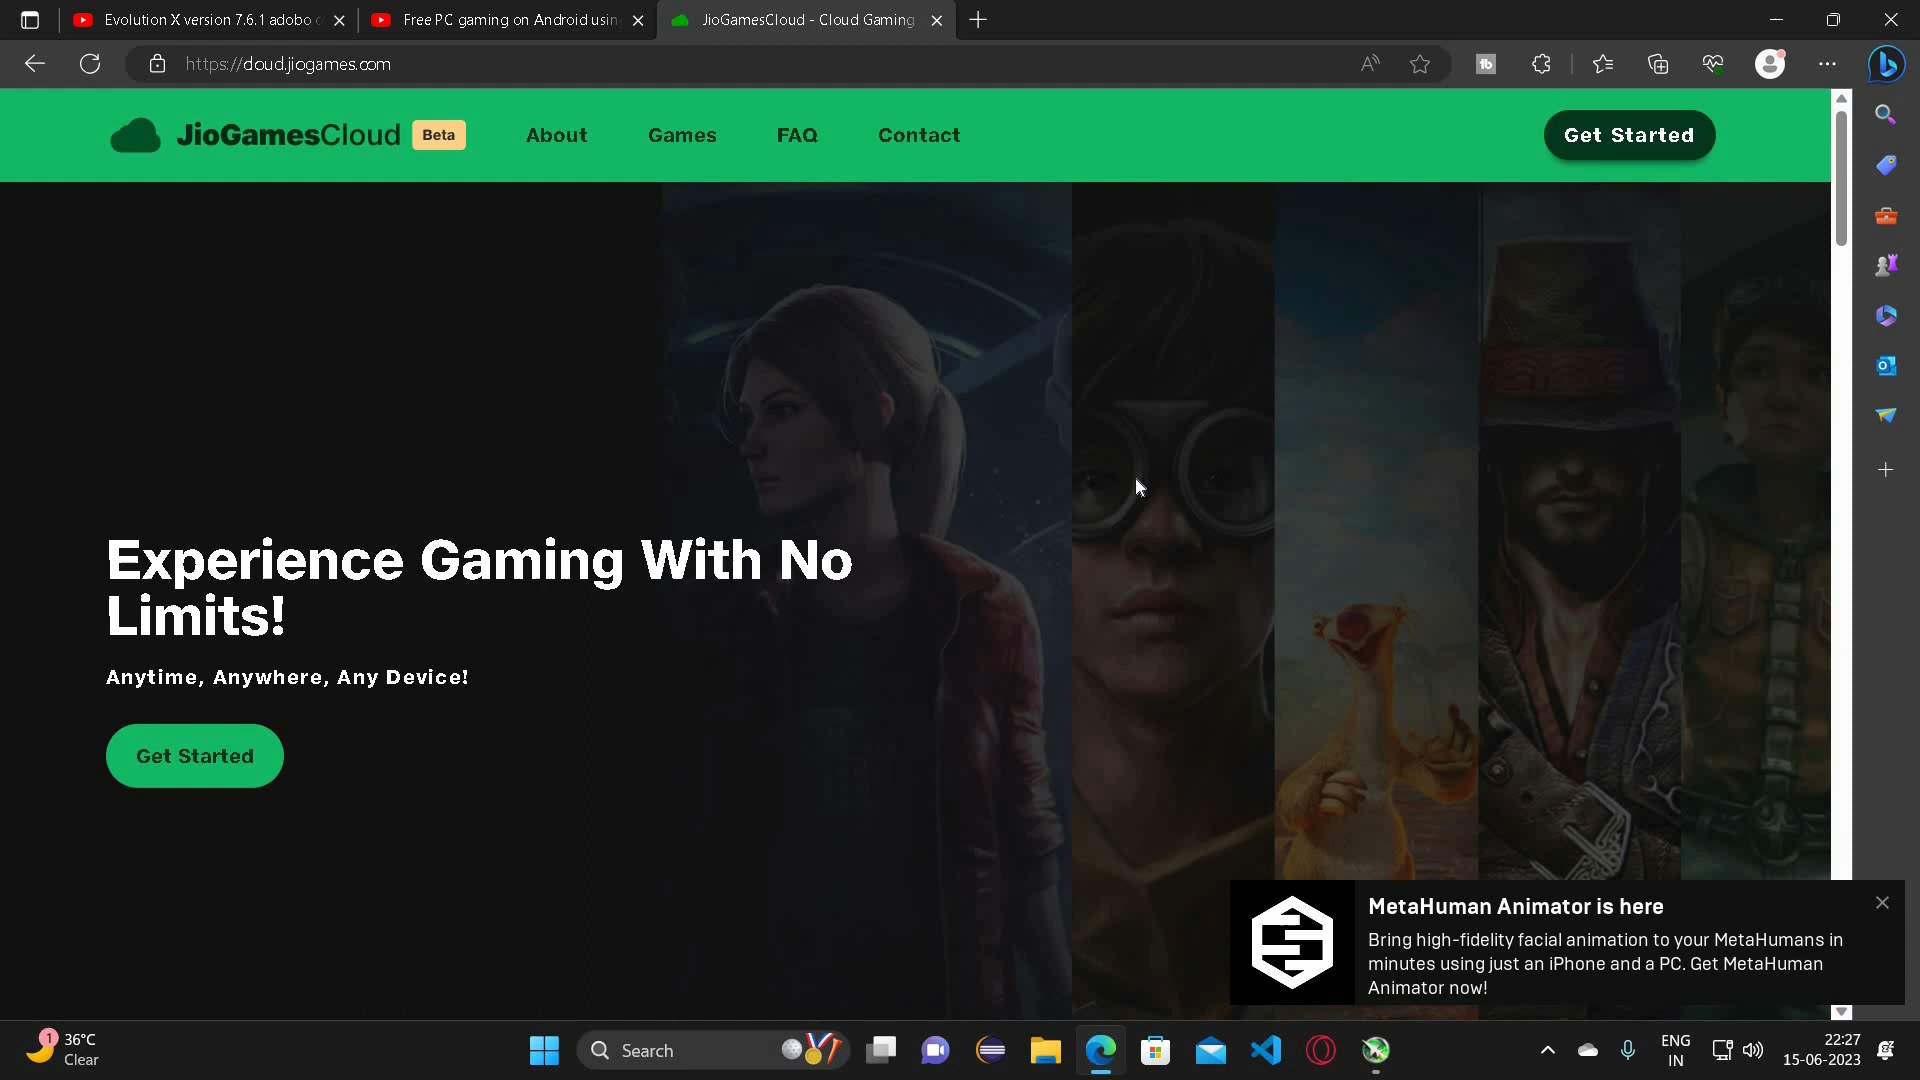 Evolution X version 7.6.1 adobo
Free PC gaming on Android usin
JioGamesCloud - Cloud Gaming
https://cloud.jiogames.com
JioGamesCloud Beta About Games FAQ Contact Get Started
Experience Gaming With No
Limits!
Anytime, Anywhere, Any Device!
Get Started
MetaHuman Animator is here
Bring high-fidelity facial animation to your MetaHumans in
minutes using just an iPhone and a PC. Get MetaHuman
Animator now!
1 36°C
Clear
Search
ENG
IN
22:27
15-06-2023